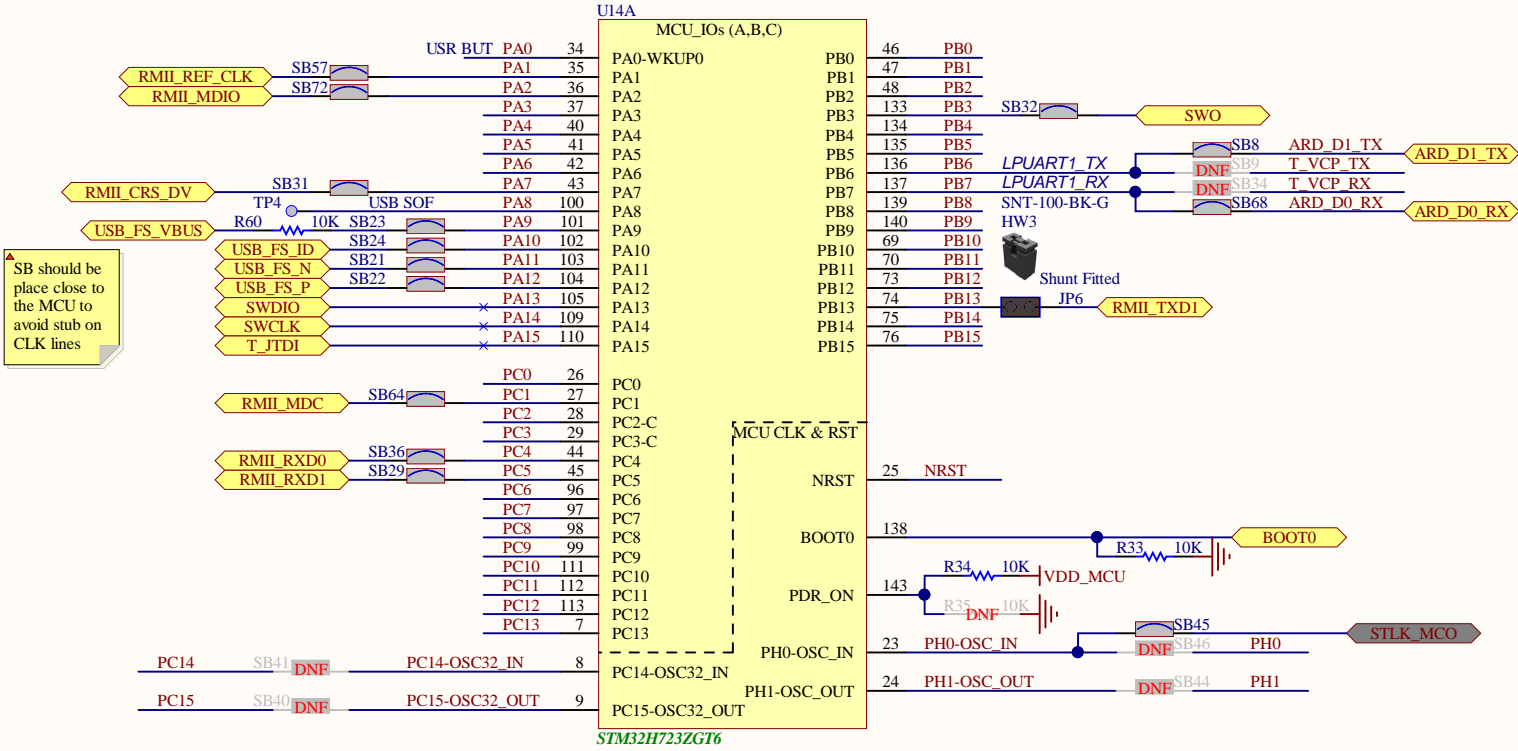 U14A
MCU_IOs (A,B,C)
USR BUT PA0 34 PA0-WKUP0 PB0 46 PB0
RMII_REF_CLK SB57 PA1 35 PA1 PB1 47 PB1
RMII_MDIO SB72 PA2 36 PA2 PB2 48 PB2
PA3 37 PA3 PB3 133 PB3 SB32 SWO
PA4 40 PA4 PB4 134 PB4
PA5 41 PA5 PB5 135 PB5 SB8 ARD_D1_TX ARD_D1_TX
PA6 42 PA6 PB6 136 PB6 LPUART1_TX DNF SB9 T_VCP_TX
RMII_CRS_DV SB31 PA7 43 PA7 PB7 137 PB7 LPUART1_RX DNF SB34 T_VCP_RX
TP4 USB SOF PA8 100 PA8 PB8 139 PB8 SNT-100-BK-G SB68 ARD_D0_RX ARD_D0_RX
USB_FS_VBUS R60 10K SB23 PA9 101 PA9 PB9 140 PB9 HW3
USB_FS_ID SB24 PA10 102 PA10 PB10 69 PB10
USB_FS_N SB21 PA11 103 PA11 PB11 70 PB11
USB_FS_P SB22 PA12 104 PA12 PB12 73 PB12 Shunt Fitted
SWDIO PA13 105 PA13 PB13 74 PB13 JP6 RMII_TXD1
SWCLK PA14 109 PA14 PB14 75 PB14
T_JTDI PA15 110 PA15 PB15 76 PB15
SB should be
place close to
the MCU to
avoid stub on
CLK lines
PC0 26 PC0
RMII_MDC SB64 PC1 27 PC1
PC2 28 PC2-C
PC3 29 PC3-C MCU CLK & RST
RMII_RXD0 SB36 PC4 44 PC4
RMII_RXD1 SB29 PC5 45 PC5 NRST 25 NRST
PC6 96 PC6
PC7 97 PC7
PC8 98 PC8 BOOT0 138 BOOT0
PC9 99 PC9 R33 10K
PC10 111 PC10 R34 10K VDD_MCU
PC11 112 PC11 PDR_ON 143
PC12 113 PC12 R35 DNF 10K
PC13 7 PC13 SB45 STLK_MCO
PH0-OSC_IN 23 PH0-OSC_IN DNF SB46 PH0
PC14 SB41 DNF PC14-OSC32_IN 8 PC14-OSC32_IN
PH1-OSC_OUT 24 PH1-OSC_OUT DNF SB44 PH1
PC15 SB40 DNF PC15-OSC32_OUT 9 PC15-OSC32_OUT
STM32H723ZGT6